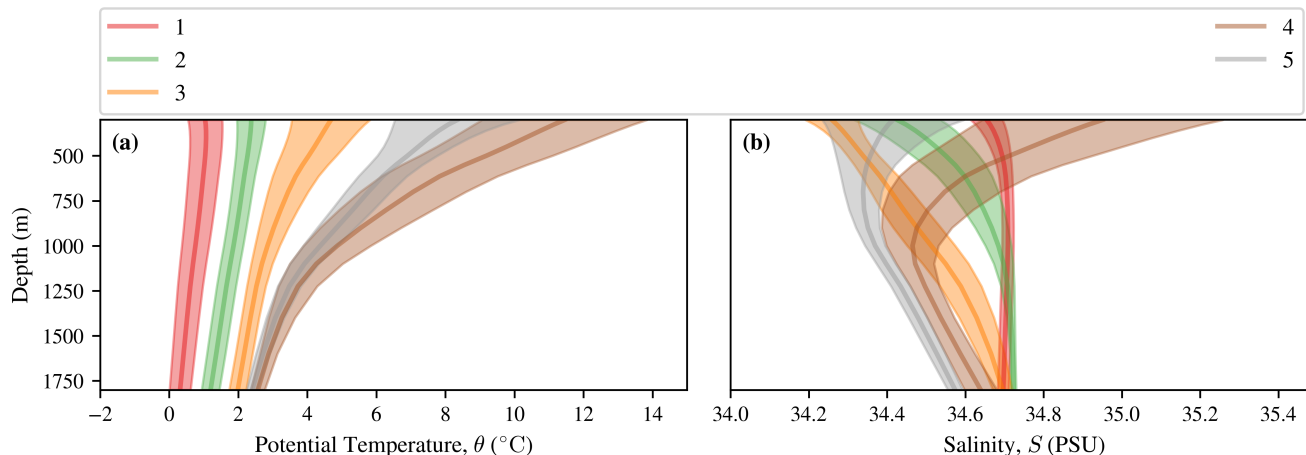 1
2
3
4
5
(a)
(b)
500
750
1000
1250
1500
1750
Depth (m)
−2 0 2 4 6 8 10 12 14
34.0 34.2 34.4 34.6 34.8 35.0 35.2 35.4
Potential Temperature, θ (°C)
Salinity, S (PSU)